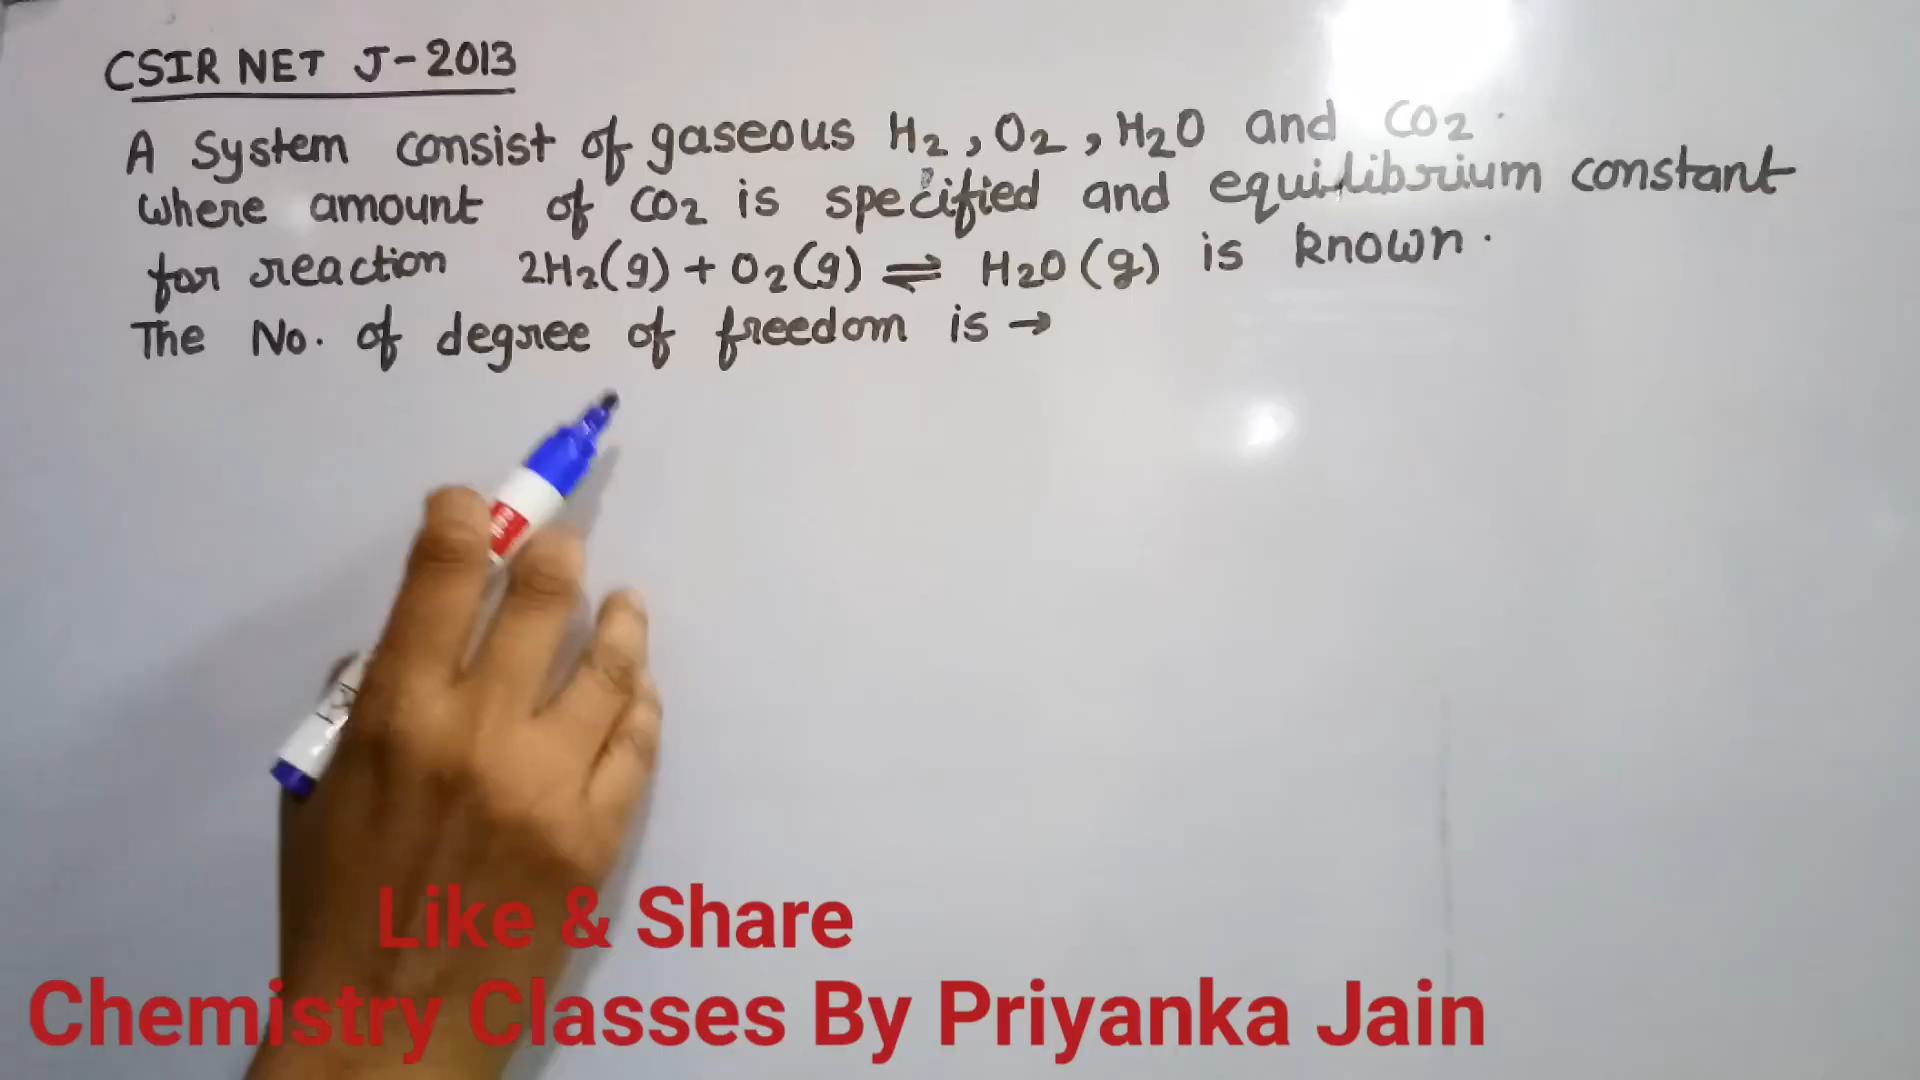 CSIR NET J-2013
A System consist of gaseous H₂, O₂, H₂O and CO₂.
where amount of CO₂ is specified and equilibrium constant
for reaction 2H₂(g) + O₂(g) ⇌ H₂O(g) is known.
The No. of degree of freedom is →
Like & Share
Chemistry Classes By Priyanka Jain